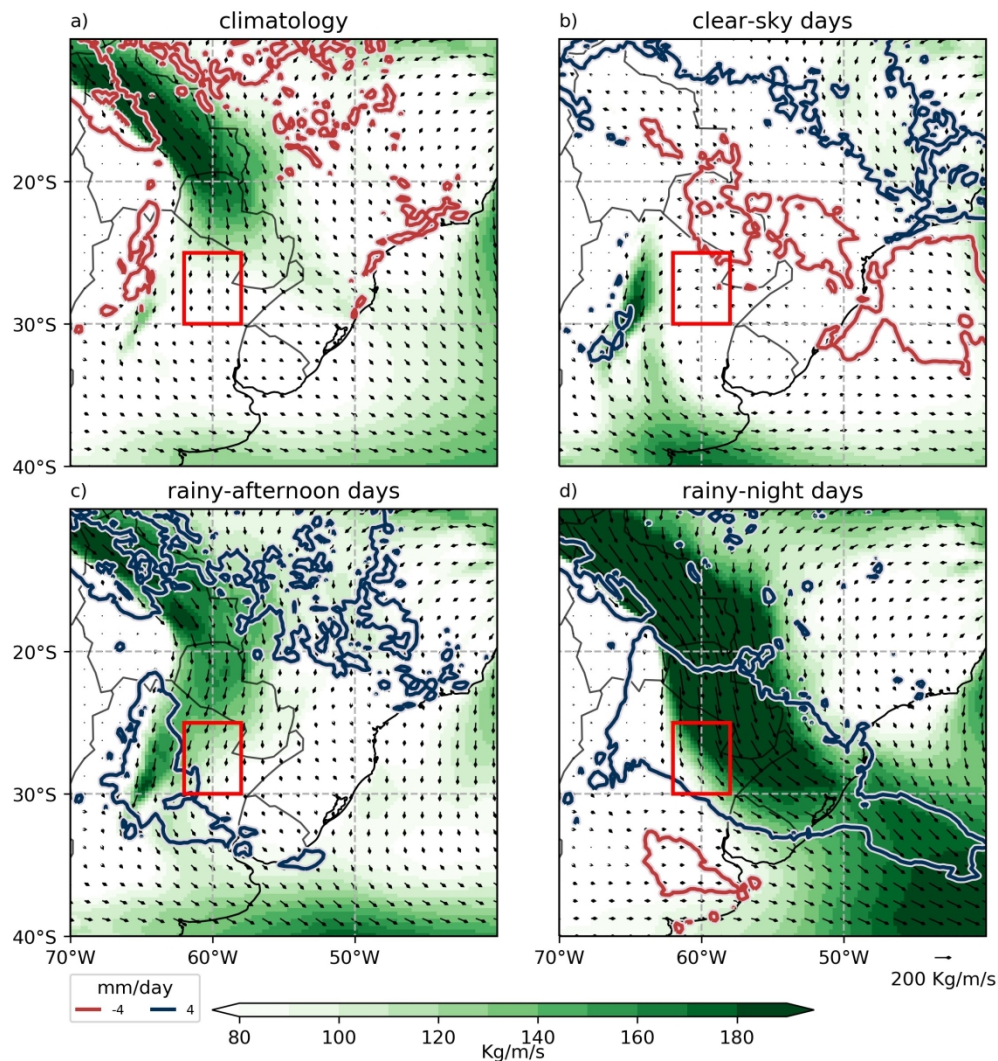 a) climatology
b) clear-sky days
20°S
30°S
40°S
c) rainy-afternoon days
d) rainy-night days
20°S
30°S
40°S
70°W 60°W 50°W
70°W 60°W 50°W
200 Kg/m/s
mm/day
-4 4
80 100 120 140 160 180
Kg/m/s